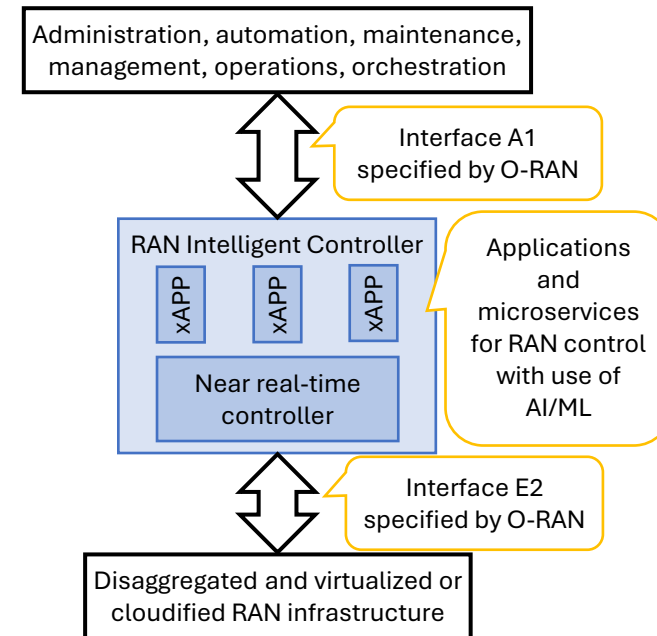 Administration, automation, maintenance,
management, operations, orchestration
Interface A1
specified by O-RAN
RAN Intelligent Controller
xAPP
xAPP
xAPP
Near real-time
controller
Applications
and
microservices
for RAN control
with use of
AI/ML
Interface E2
specified by O-RAN
Disaggregated and virtualized or
cloudified RAN infrastructure